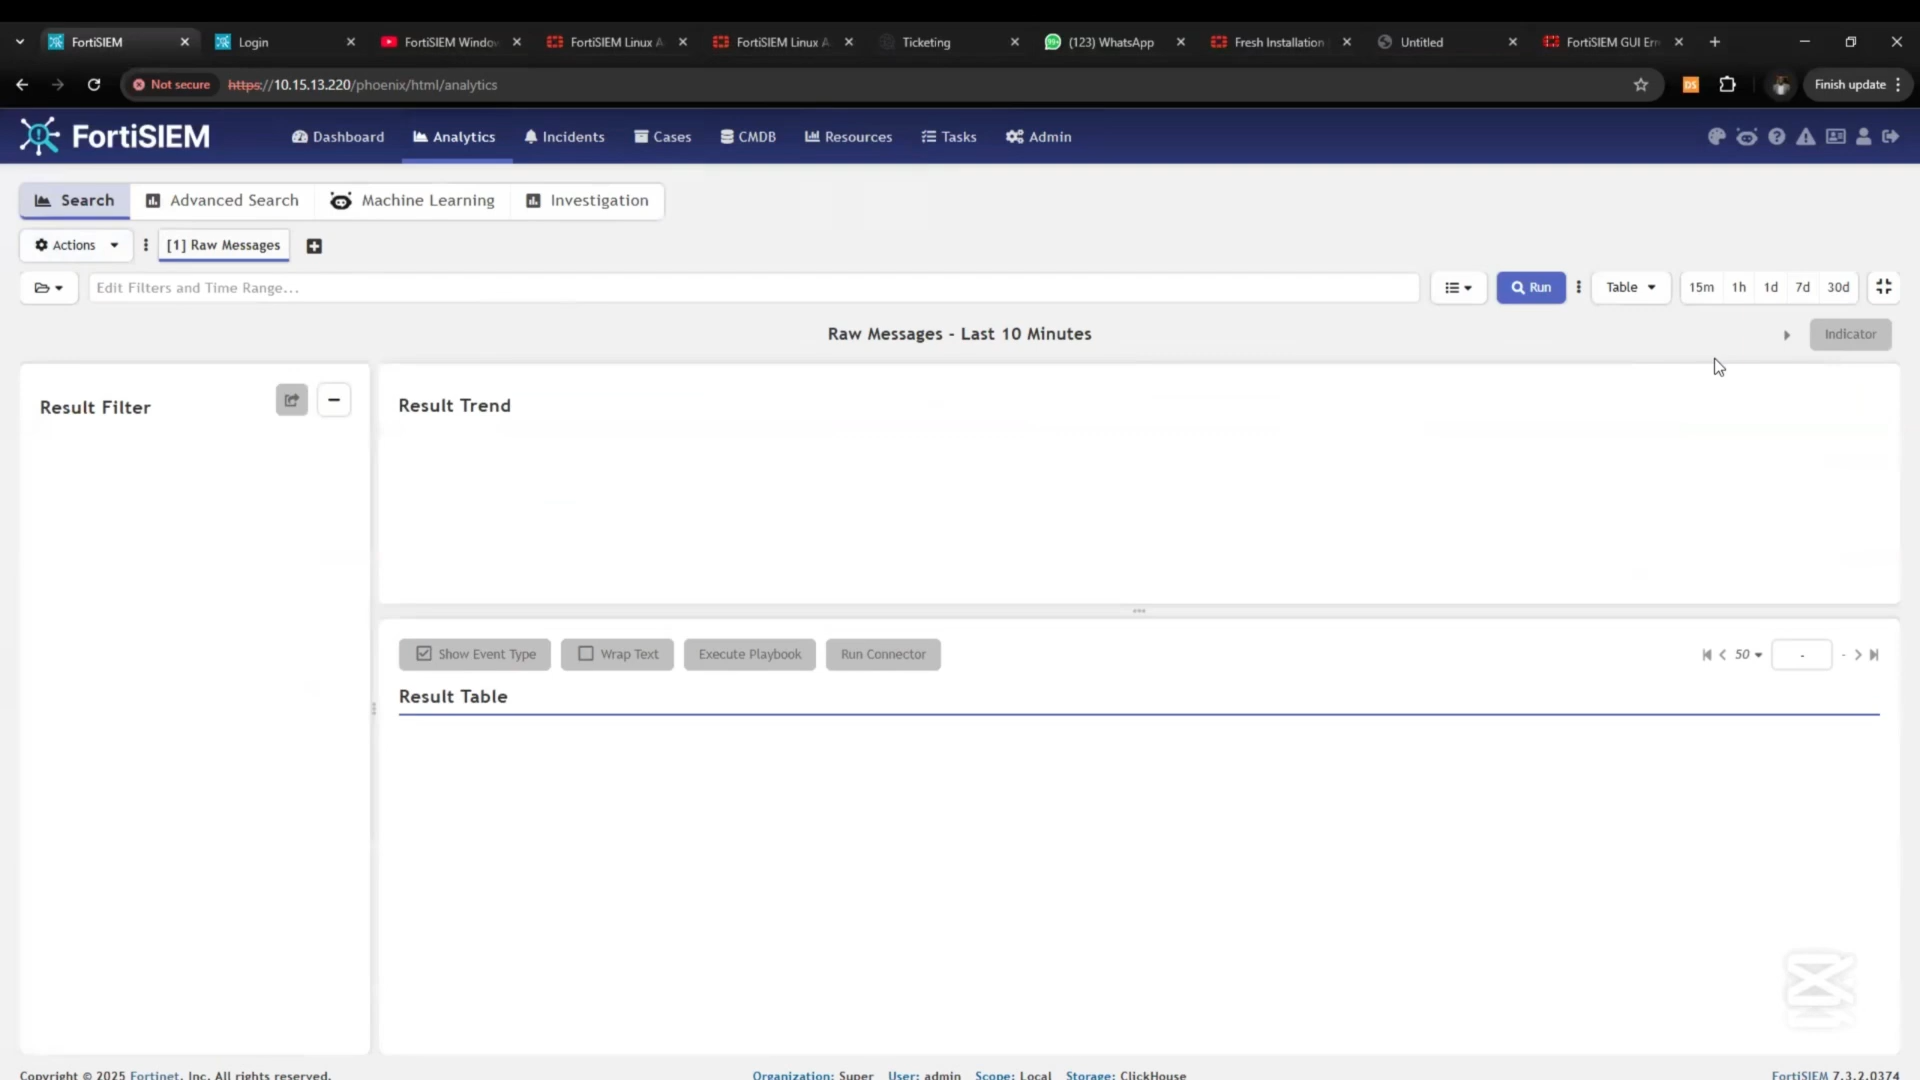 FortiSIEM
Login
FortiSIEM Windo
FortiSIEM Linux A
FortiSIEM Linux A
Ticketing
(123) WhatsApp
Fresh Installation
Untitled
FortiSIEM GUI Err
Not secure
https://10.15.13.220/phoenix/html/analytics
DS
Finish update
FortiSIEM
Dashboard
Analytics
Incidents
Cases
CMDB
Resources
Tasks
Admin
Search
Advanced Search
Machine Learning
Investigation
Actions
[1] Raw Messages
Edit Filters and Time Range...
Run
Table
15m
1h
1d
7d
30d
Raw Messages - Last 10 Minutes
Indicator
Result Filter
Result Trend
Show Event Type
Wrap Text
Execute Playbook
Run Connector
50
-
-
Result Table
Copyright © 2025 Fortinet, Inc. All rights reserved.
Organization: Super User: admin Scope: Local Storage: ClickHouse
FortiSIEM 7.3.2.0374